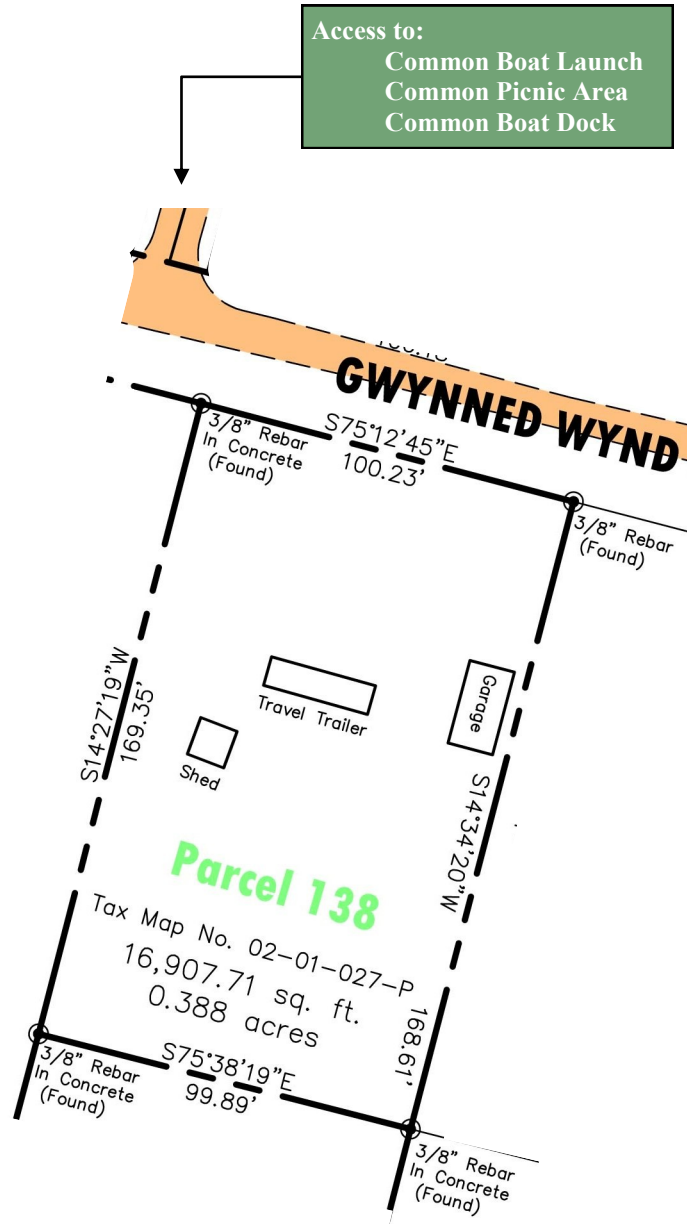 Access to:
Common Boat Launch
Common Picnic Area
Common Boat Dock
GWYNNED WYND
3/8" Rebar
In Concrete
(Found)
S75°12'45"E
100.23'
3/8" Rebar
(Found)
S14°27'19"W
169.35'
Travel Trailer
Garage
Shed
S14°34'20"W
168.61'
Parcel 138
Tax Map No. 02-01-027-P
16,907.71 sq. ft.
0.388 acres
3/8" Rebar
In Concrete
(Found)
S75°38'19"E
99.89'
3/8" Rebar
In Concrete
(Found)